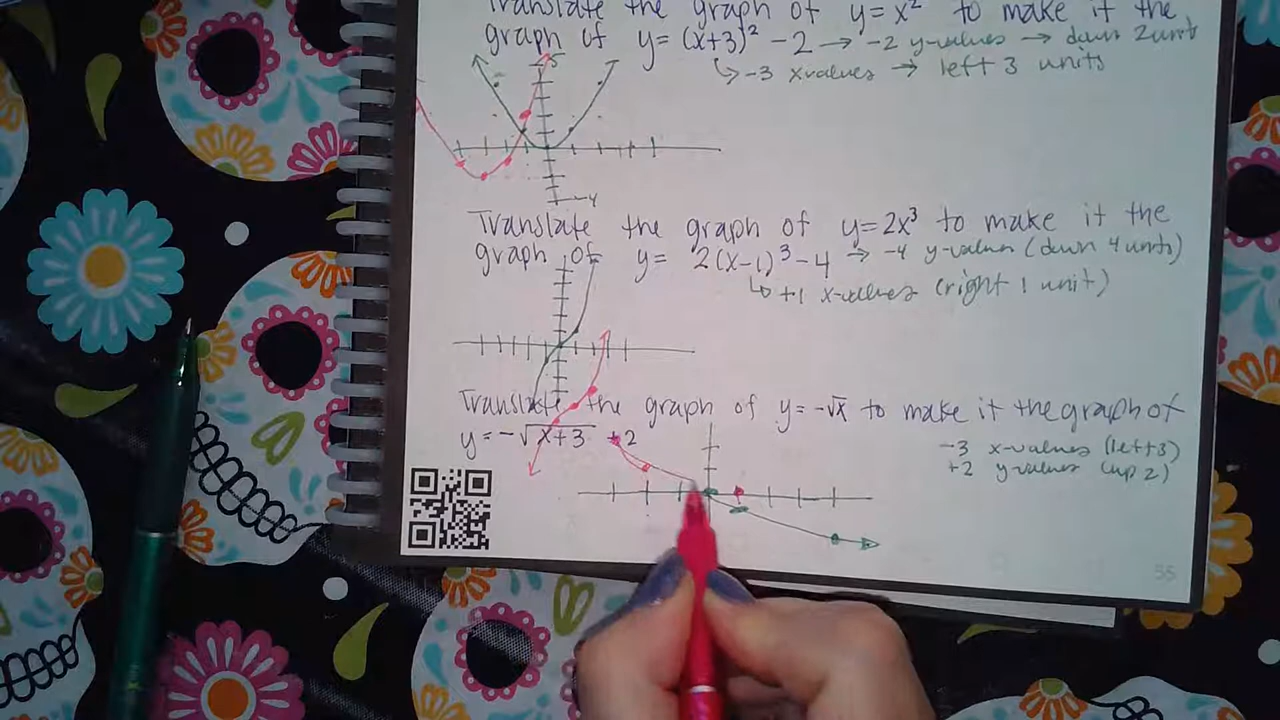 Translate the graph of y=x² to make it the
graph of y=(x+3)²-2→-2 y-values→down 2 units
↳-3 x-values → left 3 units
5
-4
Translate the graph of y=2x³ to make it the
graph of y= 2(x-1)³-4 → -4 y-values (down 4 units)
↳ +1 x-values (right 1 unit)
Translate the graph of y=-√x to make it the graph of
y=-√x+3 +2
-3 x-values (left 3)
+2 y values (up 2)
55